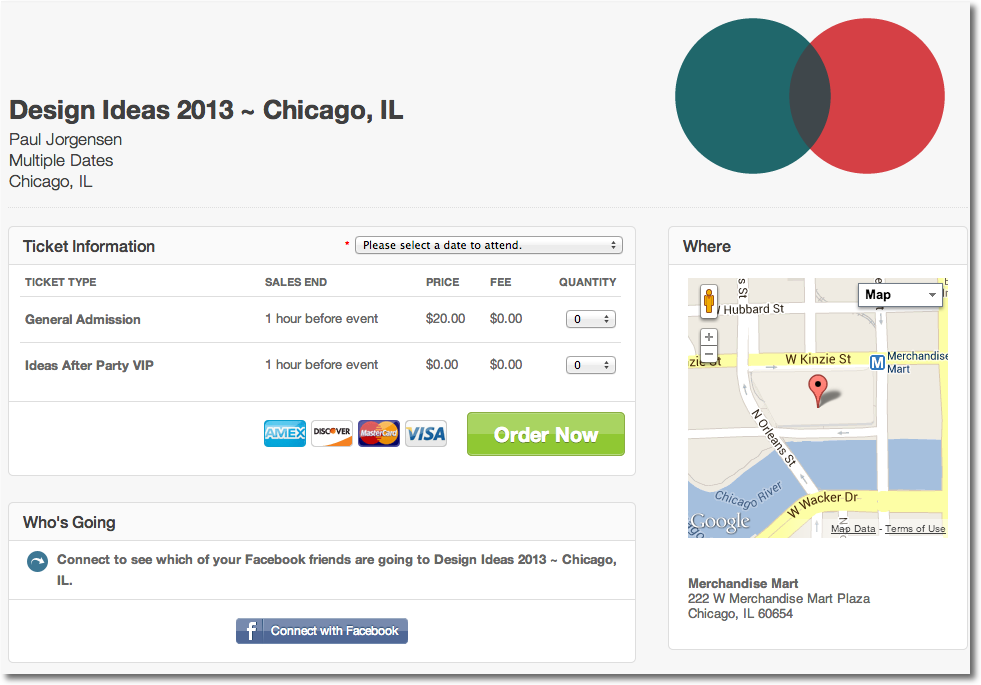 Design Ideas 2013 ~ Chicago, IL
Paul Jorgensen
Multiple Dates
Chicago, IL
Ticket Information
* Please select a date to attend.
TICKET TYPE SALES END PRICE FEE QUANTITY
General Admission 1 hour before event $20.00 $0.00 0
Ideas After Party VIP 1 hour before event $0.00 $0.00 0
AMEX DISCOVER MasterCard VISA
Order Now
Who's Going
Connect to see which of your Facebook friends are going to Design Ideas 2013 ~ Chicago,
IL.
f Connect with Facebook
Where
Map
W Hubbard St
+
−
zie St
W Kinzie St
M Merchandise
Mart
N Orleans St
Chicago River
W Wacker Dr
Google
Map Data - Terms of Use
Merchandise Mart
222 W Merchandise Mart Plaza
Chicago, IL 60654